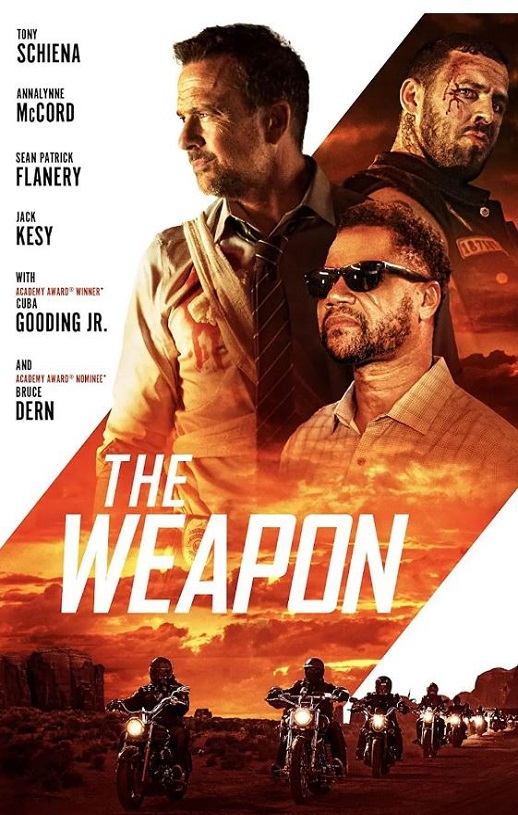 TONY
SCHIENA
ANNALYNNE
McCORD
SEAN PATRICK
FLANERY
JACK
KESY
WITH
ACADEMY AWARD® WINNER*
CUBA
GOODING JR.
AND
ACADEMY AWARD® NOMINEE*
BRUCE
DERN
THE
WEAPON